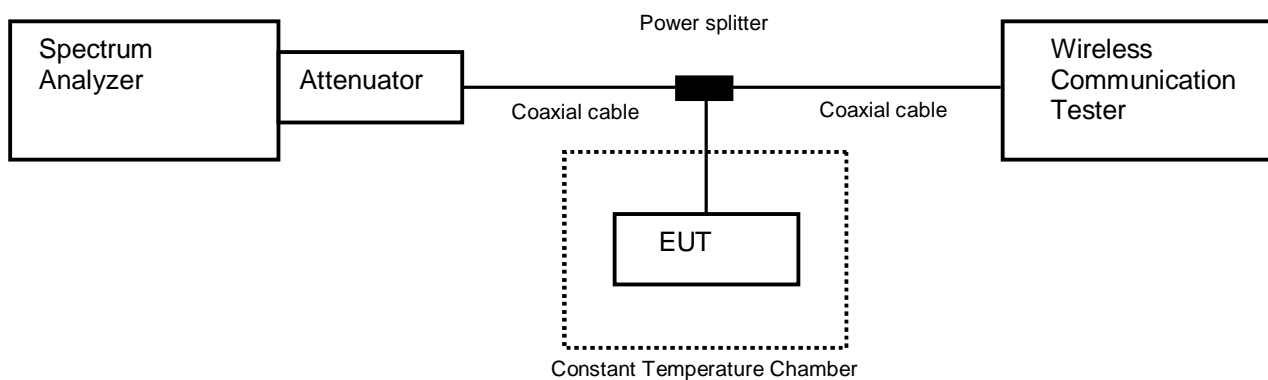 Power splitter
Spectrum
Analyzer
Attenuator
Wireless
Communication
Tester
Coaxial cable
Coaxial cable
EUT
Constant Temperature Chamber